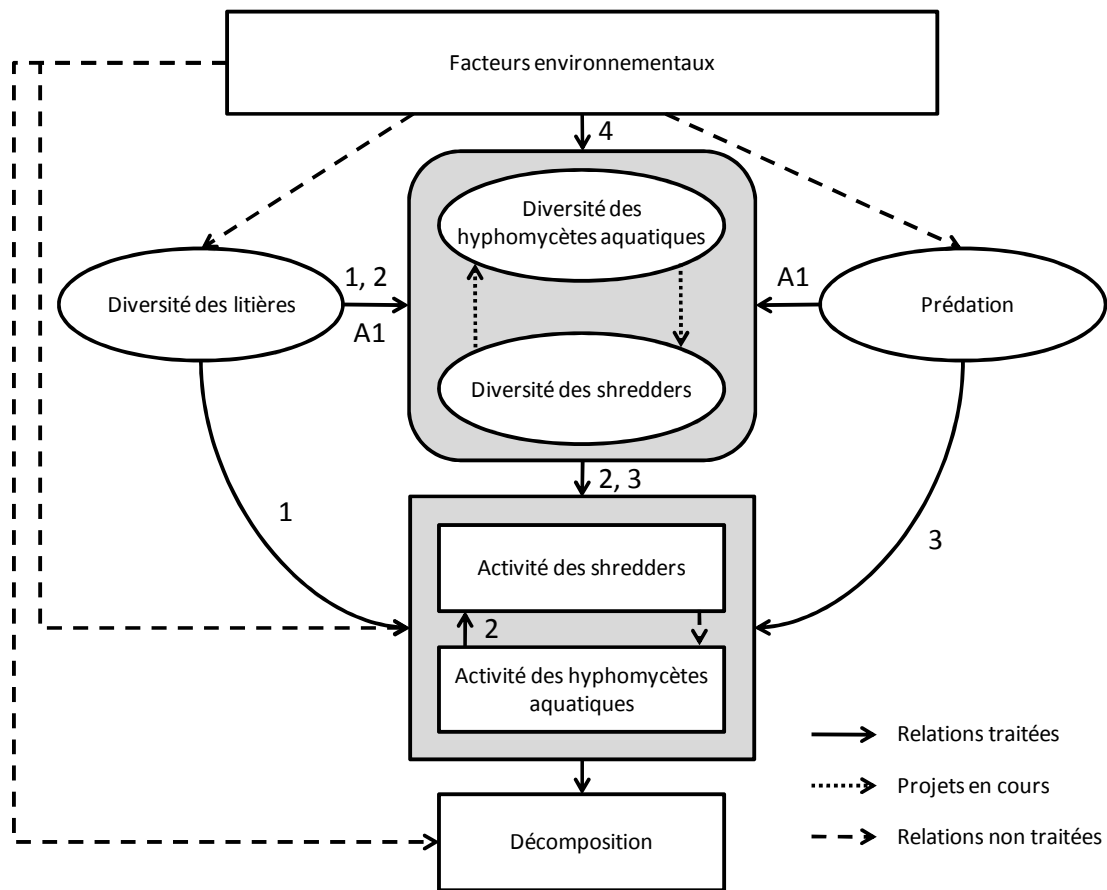 Facteurs environnementaux
4
Diversité des
hyphomycètes aquatiques
1, 2
A1
Diversité des litières
A1
Prédation
Diversité des shredders
2, 3
1
3
Activité des shredders
2
Activité des hyphomycètes
aquatiques
Relations traitées
Projets en cours
Relations non traitées
Décomposition